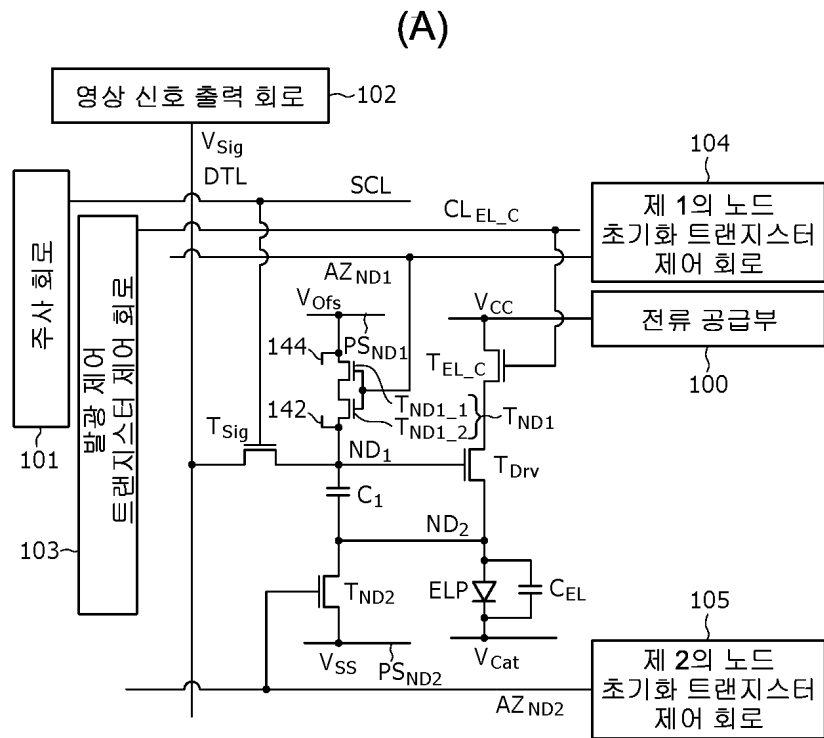 (A)
영상 신호 출력 회로
102
V_Sig
DTL
SCL
CL_EL_C
104
제 1의 노드
초기화 트랜지스터
제어 회로
주사 회로
101
발광 제어
트랜지스터 제어 회로
103
AZ_ND1
V_Ofs
PS_ND1
V_CC
전류 공급부
100
144
T_EL_C
T_ND1_1
T_ND1_2
T_ND1
142
T_Sig
ND_1
T_Drv
C_1
ND_2
T_ND2
ELP
C_EL
V_SS
PS_ND2
V_Cat
105
제 2의 노드
초기화 트랜지스터
제어 회로
AZ_ND2